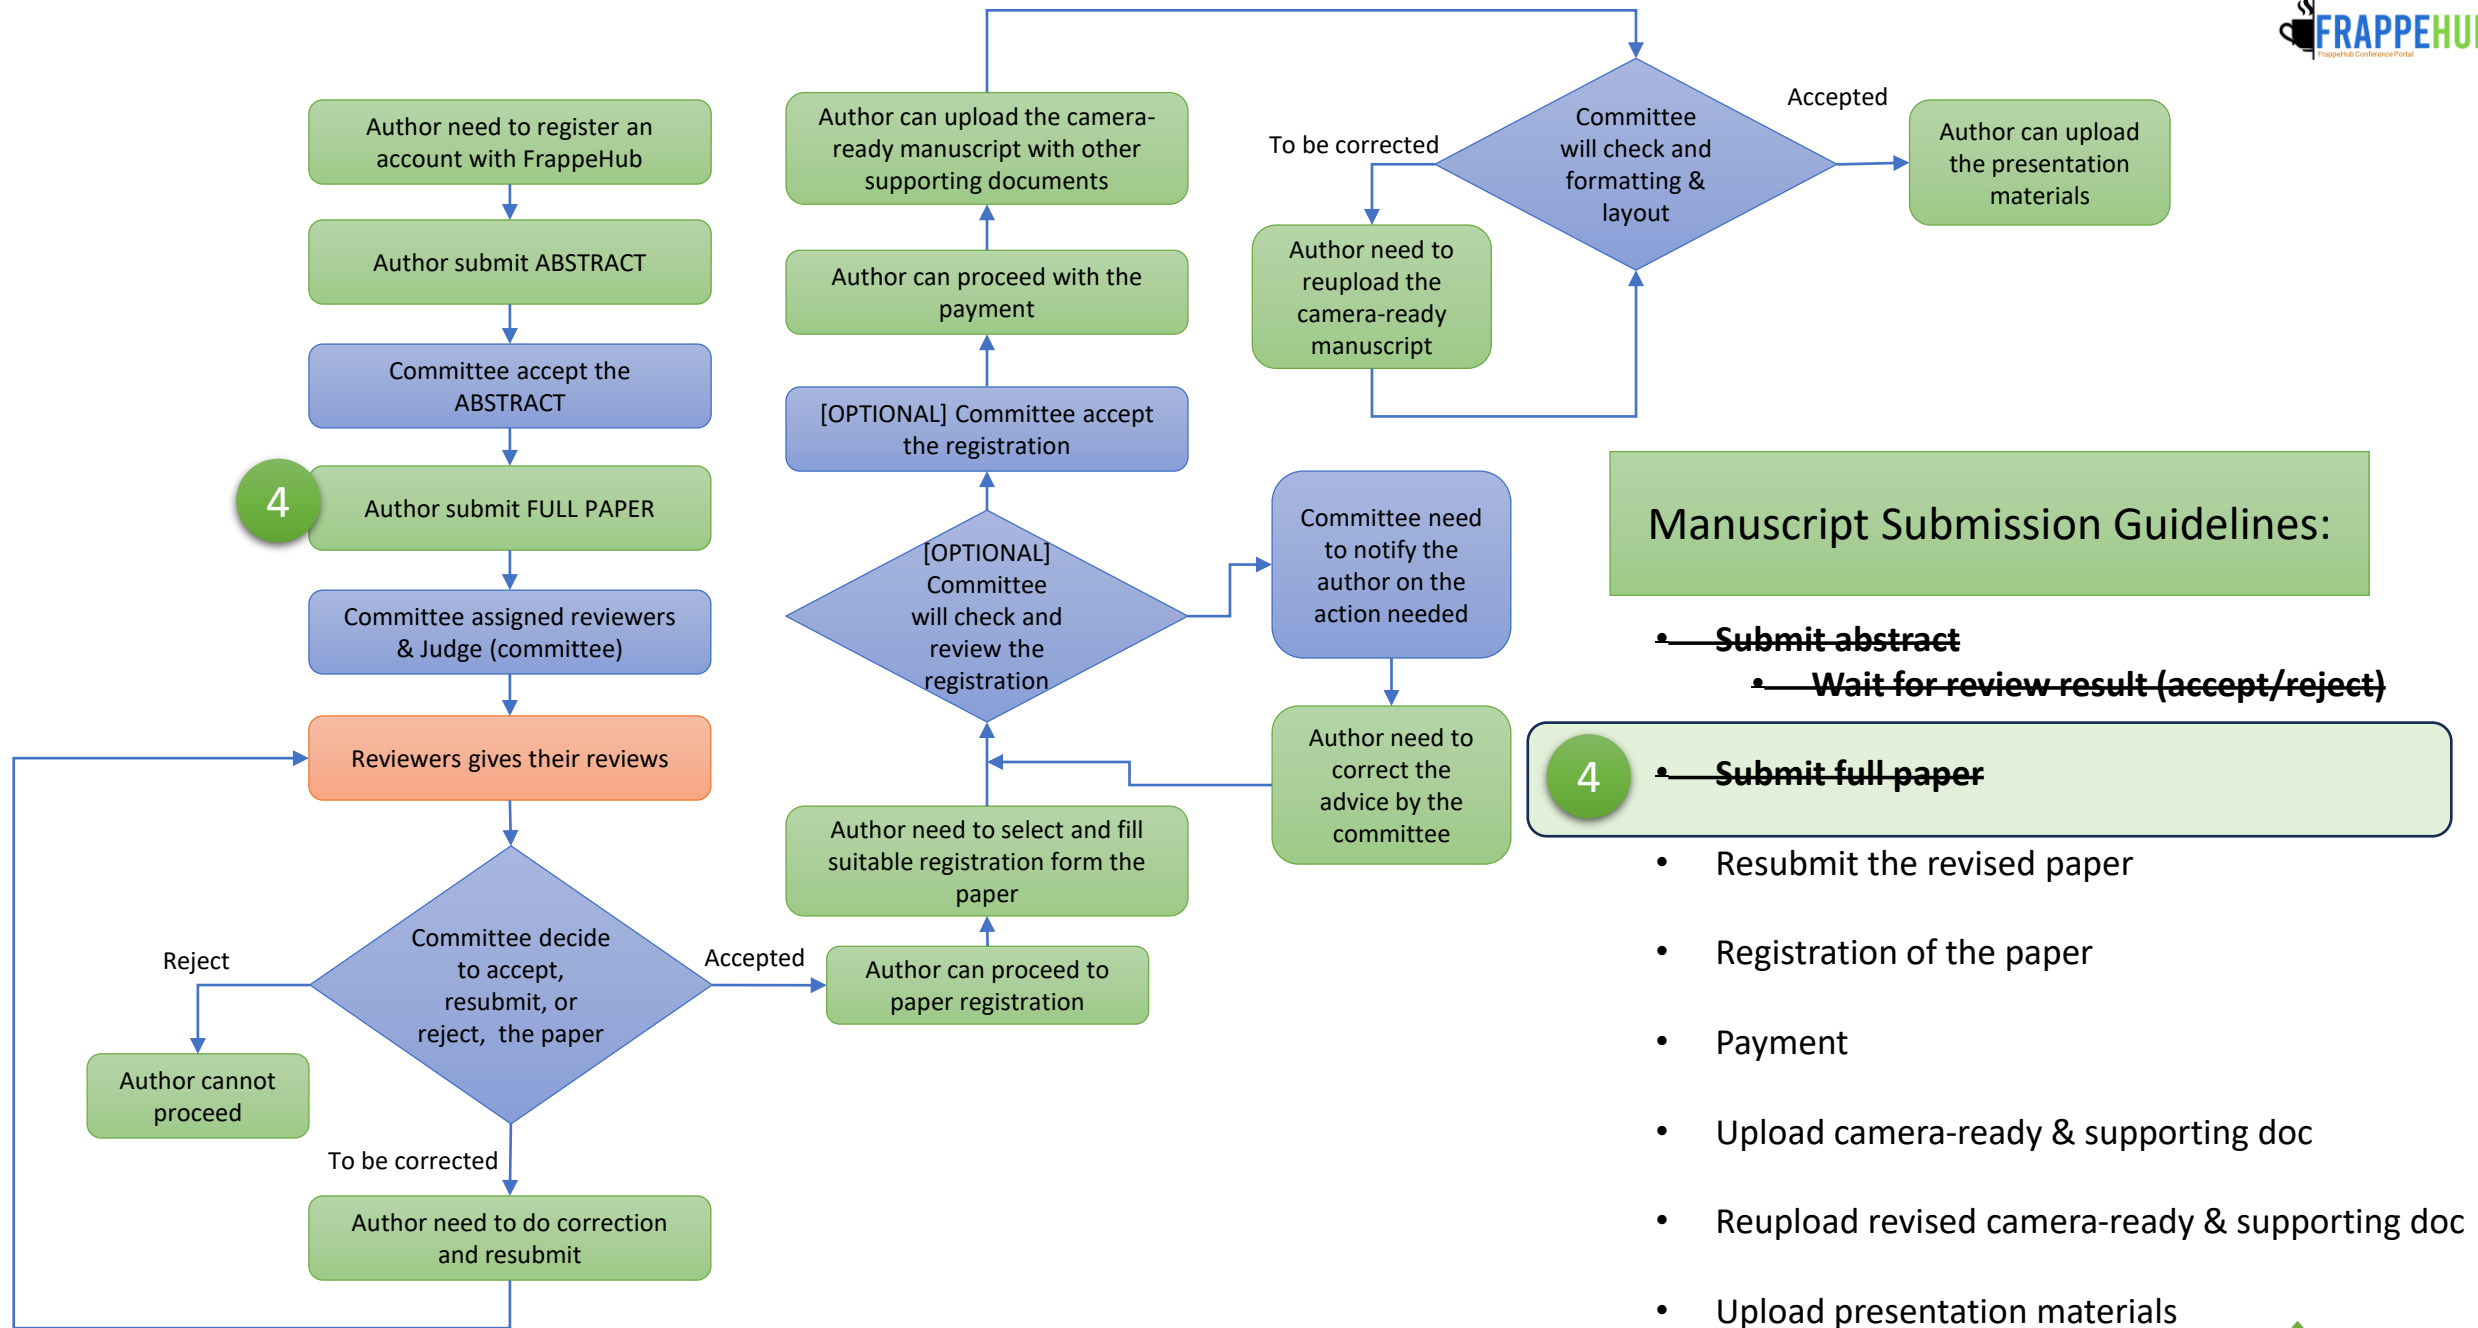 FRAPPEHU
FrappeHub Conference Portal
Author need to register an
account with FrappeHub
Author submit ABSTRACT
Committee accept the
ABSTRACT
4
Author submit FULL PAPER
Committee assigned reviewers
& Judge (committee)
Reviewers gives their reviews
Committee decide
to accept,
resubmit, or
reject, the paper
Reject
Author cannot
proceed
To be corrected
Author need to do correction
and resubmit
Accepted
Author can proceed to
paper registration
Author need to select and fill
suitable registration form the
paper
[OPTIONAL]
Committee
will check and
review the
registration
Committee need
to notify the
author on the
action needed
Author need to
correct the
advice by the
committee
[OPTIONAL] Committee accept
the registration
Author can proceed with the
payment
Author can upload the camera-
ready manuscript with other
supporting documents
Committee
will check and
formatting &
layout
To be corrected
Author need to
reupload the
camera-ready
manuscript
Accepted
Author can upload
the presentation
materials
Manuscript Submission Guidelines:
• Submit abstract
• Wait for review result (accept/reject)
4
• Submit full paper
• Resubmit the revised paper
• Registration of the paper
• Payment
• Upload camera-ready & supporting doc
• Reupload revised camera-ready & supporting doc
• Upload presentation materials